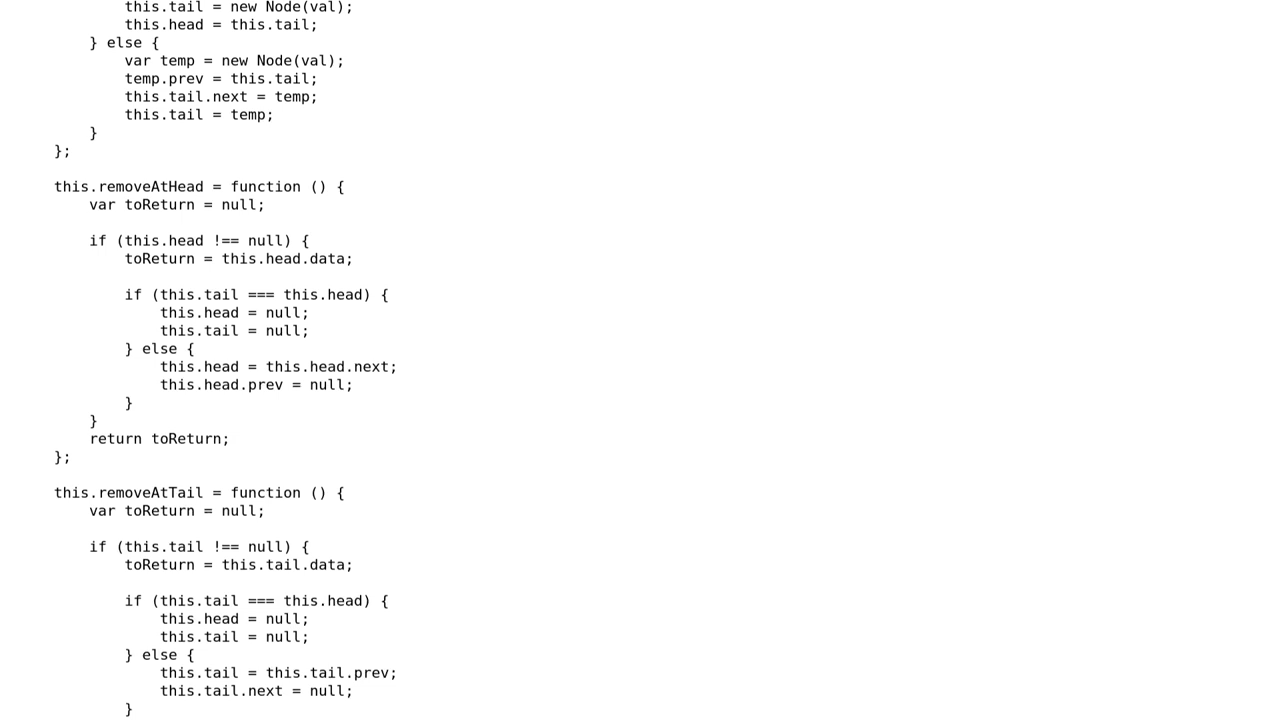 this.tail = new Node(val);
            this.head = this.tail;
        } else {
            var temp = new Node(val);
            temp.prev = this.tail;
            this.tail.next = temp;
            this.tail = temp;
        }
    };

    this.removeAtHead = function () {
        var toReturn = null;

        if (this.head !== null) {
            toReturn = this.head.data;

            if (this.tail === this.head) {
                this.head = null;
                this.tail = null;
            } else {
                this.head = this.head.next;
                this.head.prev = null;
            }
        }
        return toReturn;
    };

    this.removeAtTail = function () {
        var toReturn = null;

        if (this.tail !== null) {
            toReturn = this.tail.data;

            if (this.tail === this.head) {
                this.head = null;
                this.tail = null;
            } else {
                this.tail = this.tail.prev;
                this.tail.next = null;
            }